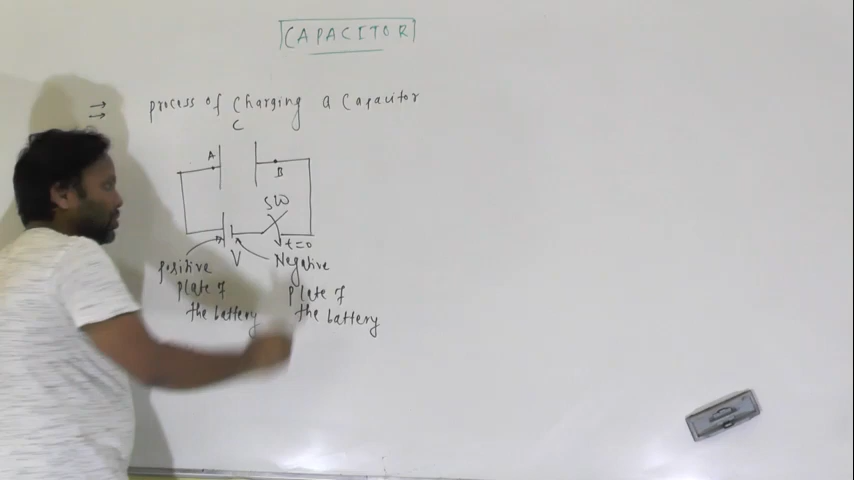 CAPACITOR
⇒ process of Charging a Capacitor
C
A
B
SW
t=0
V
positive
plate of
the battery
Negative
plate of
the battery